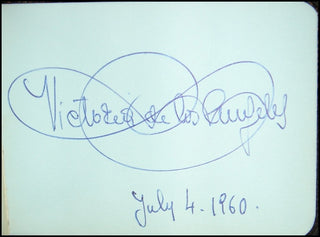 Victoria de los Angeles
July 4. 1960.